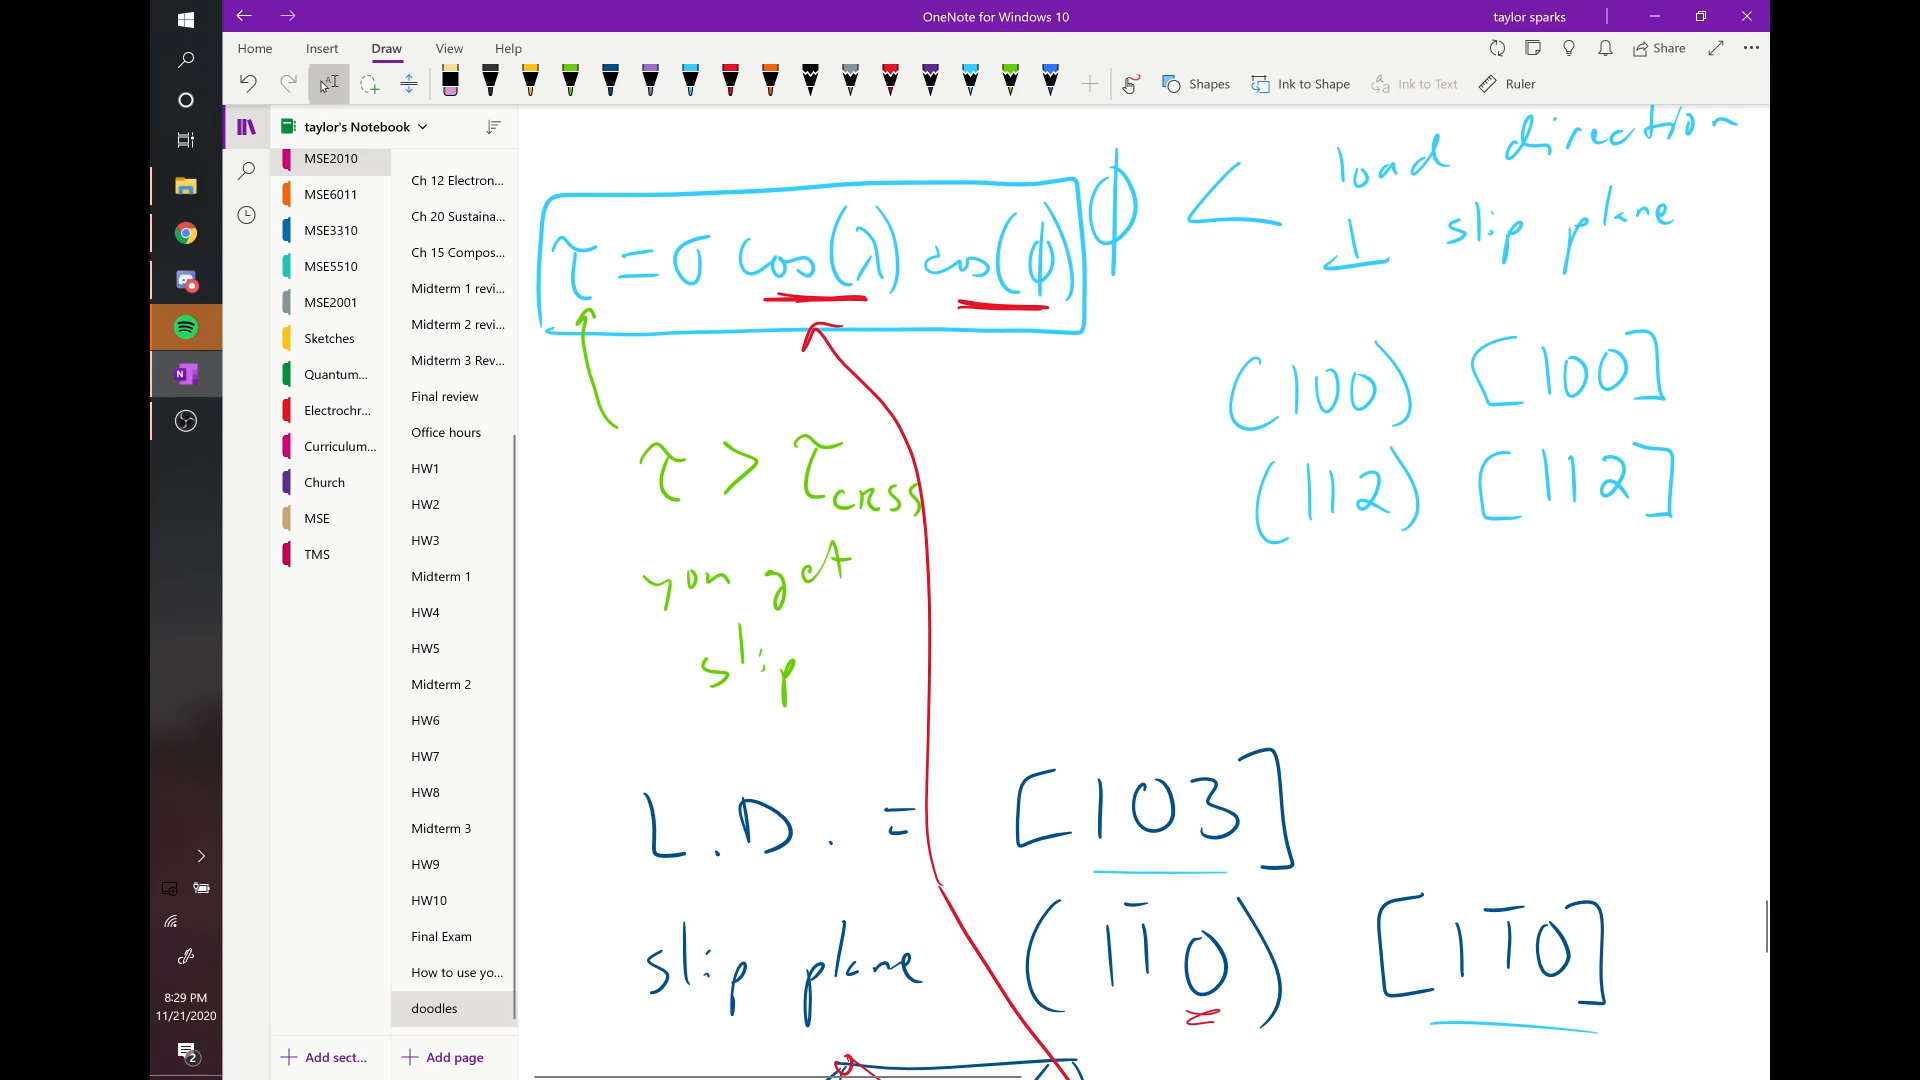 OneNote for Windows 10
taylor sparks
Home Insert Draw View Help
Share
Shapes
Ink to Shape
Ink to Text
Ruler
taylor's Notebook
MSE2010
MSE6011
MSE3310
MSE5510
MSE2001
Sketches
Quantum...
Electrochr...
Curriculum...
Church
MSE
TMS
Add sect...
Ch 12 Electron...
Ch 20 Sustaina...
Ch 15 Compos...
Midterm 1 revi...
Midterm 2 revi...
Midterm 3 Rev...
Final review
Office hours
HW1
HW2
HW3
Midterm 1
HW4
HW5
Midterm 2
HW6
HW7
HW8
Midterm 3
HW9
HW10
Final Exam
How to use yo...
doodles
Add page
τ = σ cos(λ) cos(ϕ)
ϕ < load direction
⊥ slip plane
(100) [100]
(112) [112]
τ > τCRSS
you get
slip
L.D. = [103]
slip plane (11̅0) [11̅0]
8:29 PM
11/21/2020
2